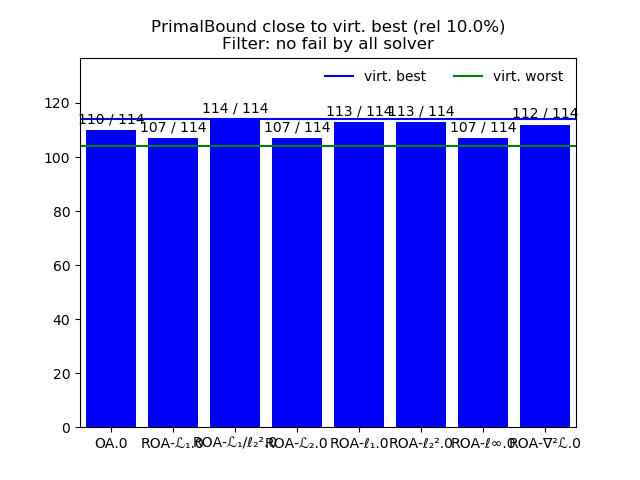 PrimalBound close to virt. best (rel 10.0%)
Filter: no fail by all solver
virt. best virt. worst
120
100
80
60
40
20
0
110 / 114 107 / 114 114 / 114 107 / 114 113 / 114 113 / 114 107 / 114 112 / 114
OA.0 ROA-ℒ₁.0 ROA-ℒ₁/ℓ₂².0 ROA-ℒ₂.0 ROA-ℓ₁.0 ROA-ℓ₂².0 ROA-ℓ∞.0 ROA-∇²ℒ.0